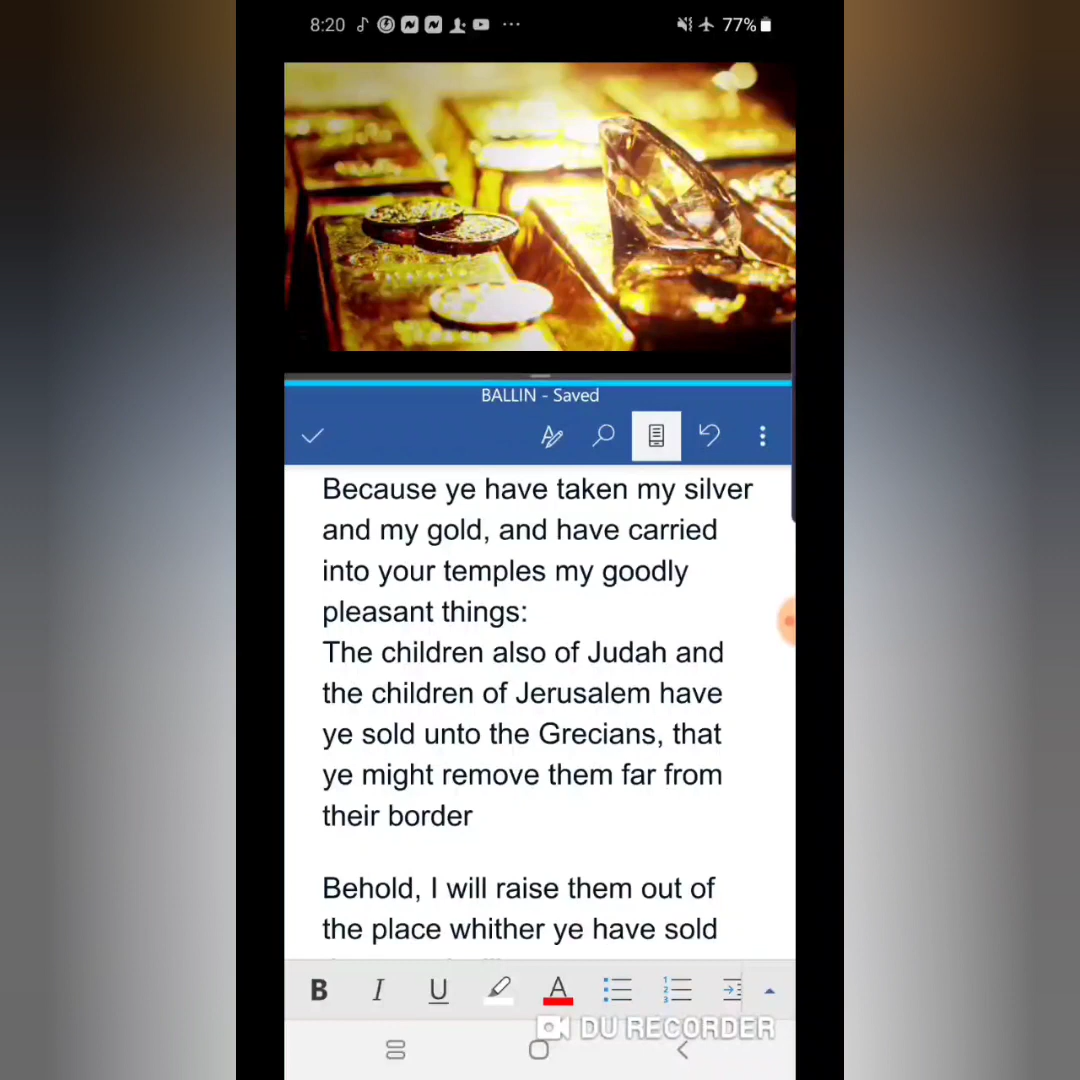 8:20
77%
BALLIN - Saved
Because ye have taken my silver
and my gold, and have carried
into your temples my goodly
pleasant things:
The children also of Judah and
the children of Jerusalem have
ye sold unto the Grecians, that
ye might remove them far from
their border
Behold, I will raise them out of
the place whither ye have sold
B I U A
DU RECORDER